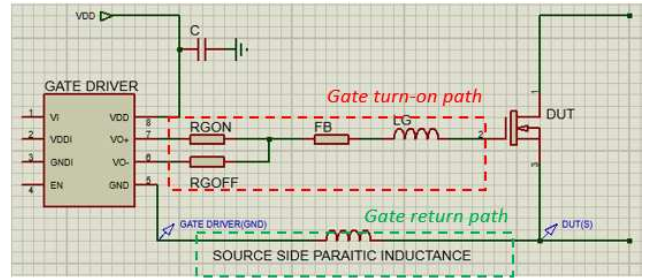 VDD
C
GATE DRIVER
Gate turn-on path
1 VI VDD 8
2 VDDI VO+ 7
3 GNDI VO- 6
4 EN GND 5
RGON
FB
LG
2
1
DUT
3
RGOFF
GATE DRIVER(GND)
Gate return path
DUT(S)
SOURCE SIDE PARAITIC INDUCTANCE